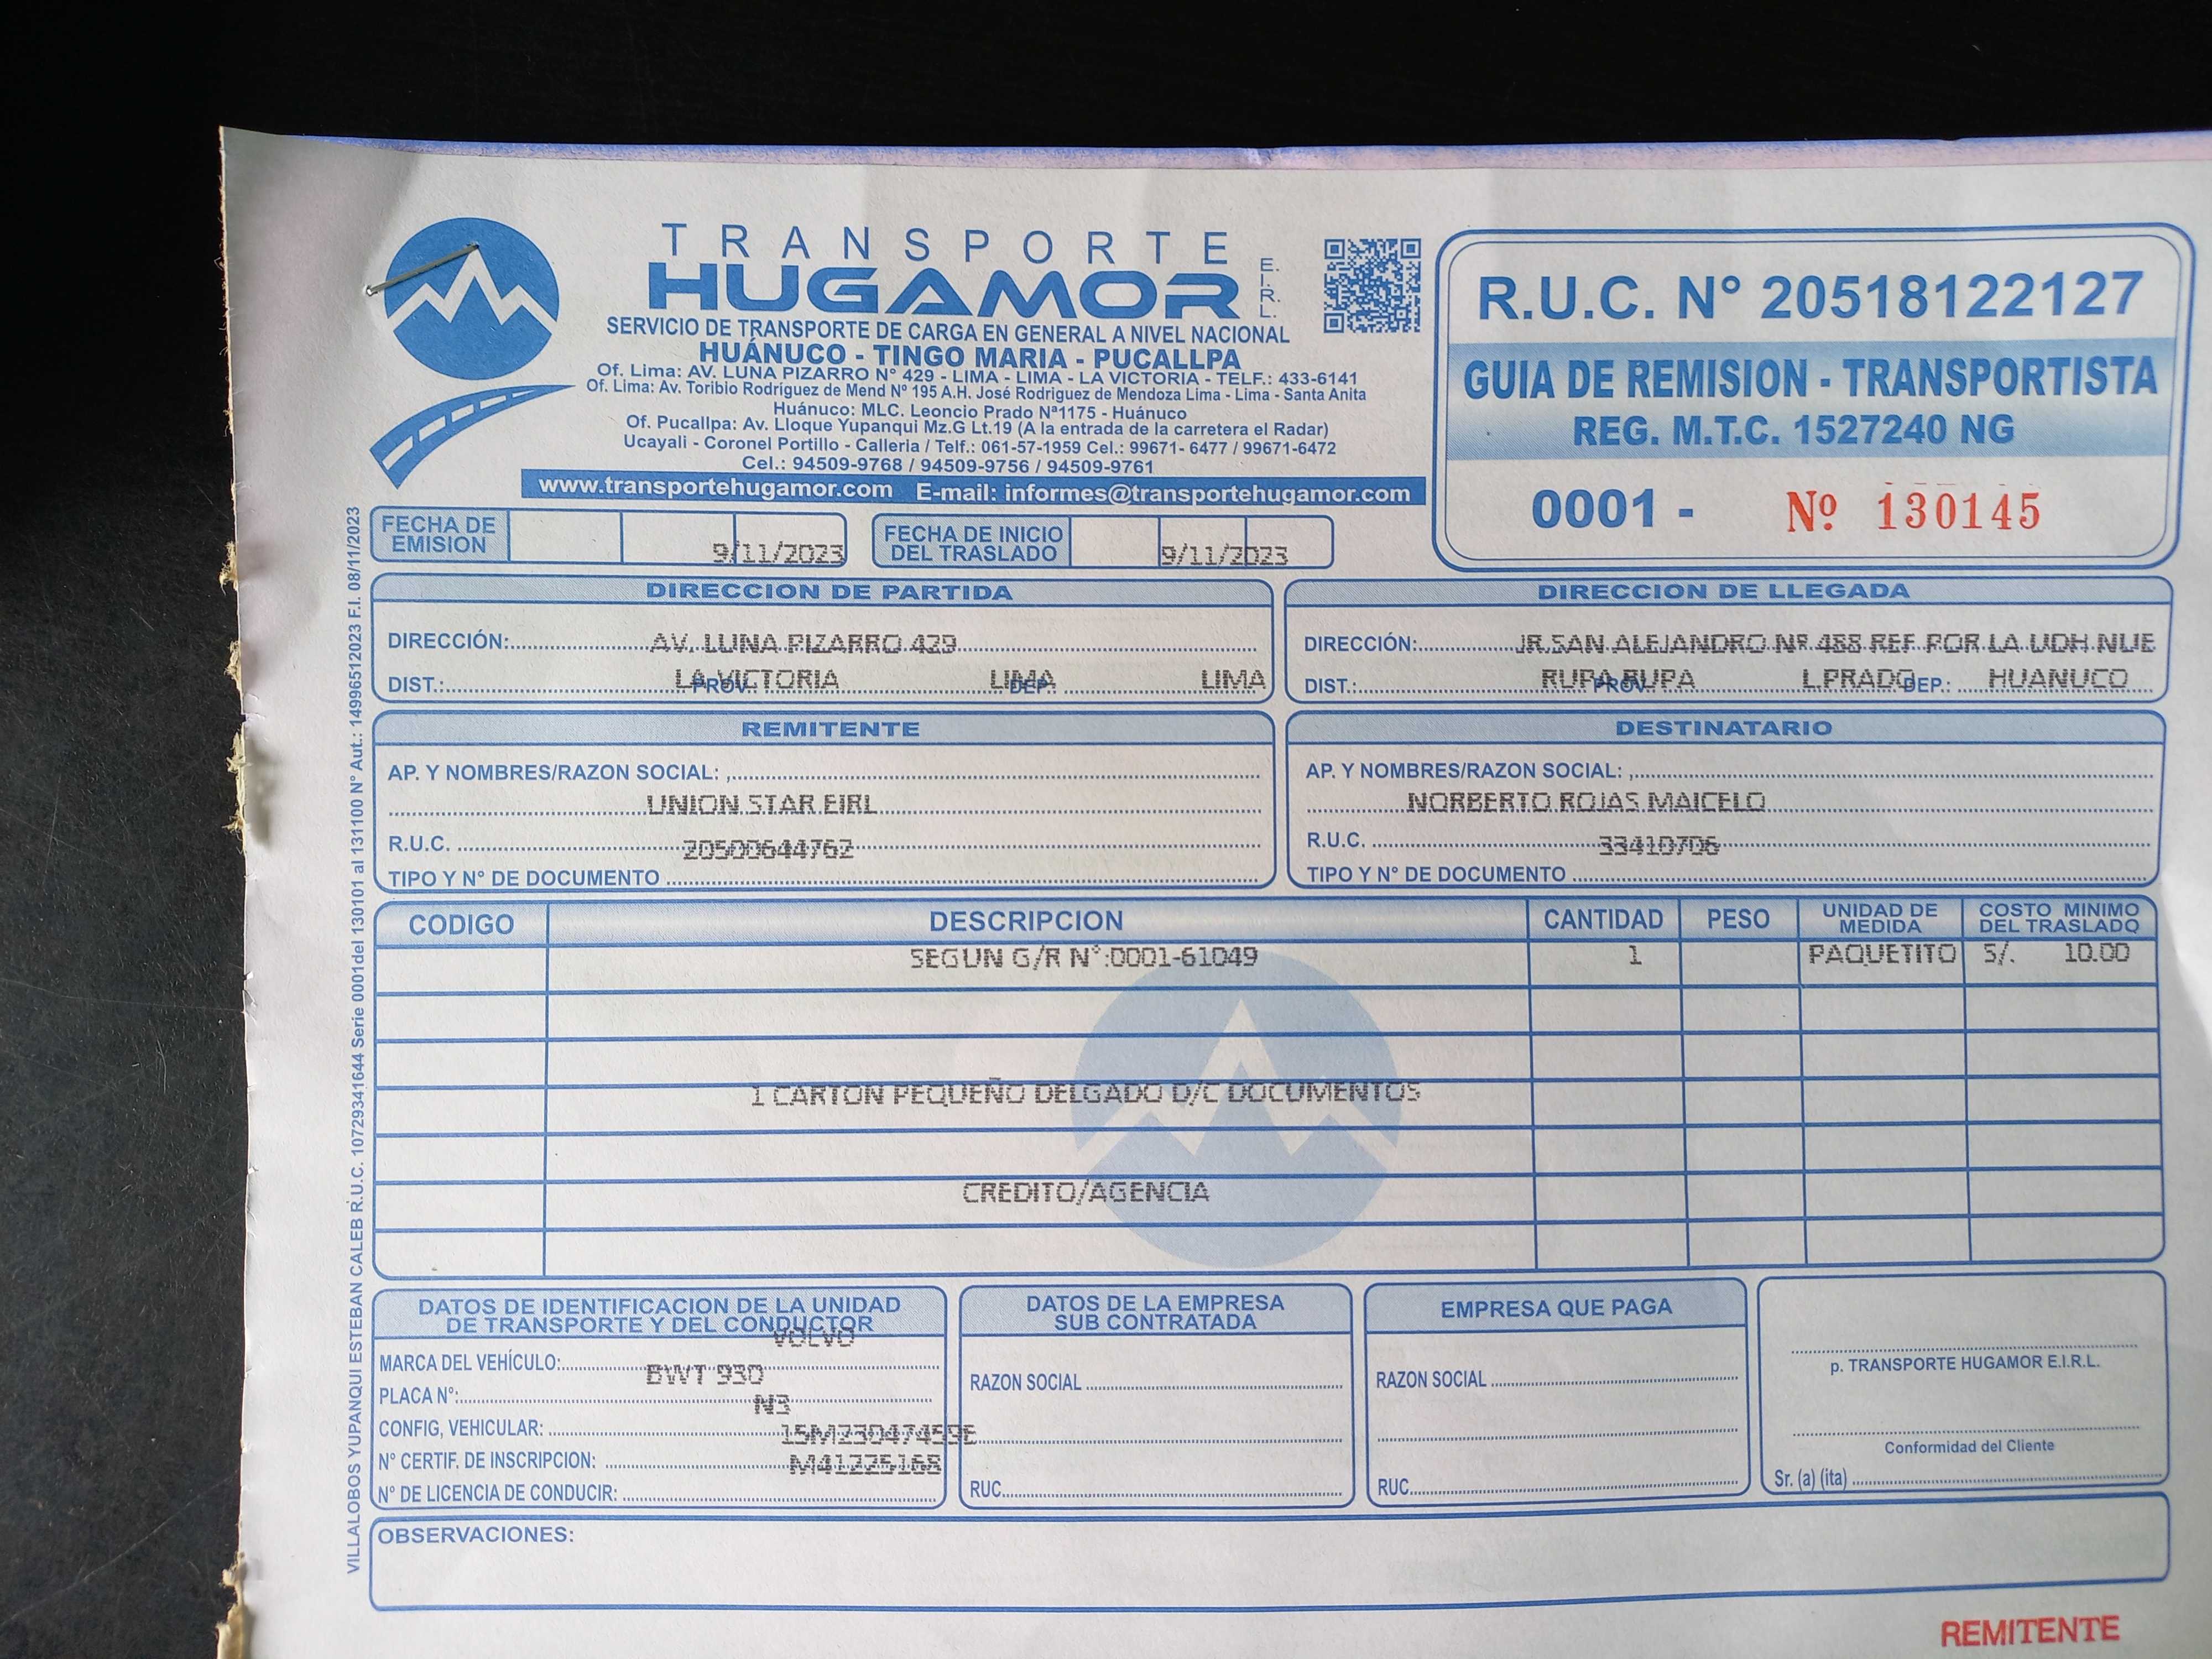 TRANSPORTE
HUGAMOR E.I.R.L.
SERVICIO DE TRANSPORTE DE CARGA EN GENERAL A NIVEL NACIONAL
HUÁNUCO - TINGO MARIA - PUCALLPA
Of. Lima: AV. LUNA PIZARRO N° 429 - LIMA - LIMA - LA VICTORIA - TELF.: 433-6141
Of. Lima: Av. Toribio Rodríguez de Mend Nº 195 A.H. José Rodriguez de Mendoza Lima - Lima - Santa Anita
Huánuco: MLC. Leoncio Prado Nª1175 - Huánuco
Of. Pucallpa: Av. Lloque Yupanqui Mz.G Lt.19 (A la entrada de la carretera el Radar)
Ucayali - Coronel Portillo - Calleria / Telf.: 061-57-1959 Cel.: 99671- 6477 / 99671-6472
Cel.: 94509-9768 / 94509-9756 / 94509-9761
www.transportehugamor.com E-mail: informes@transportehugamor.com
R.U.C. N° 20518122127
GUIA DE REMISION - TRANSPORTISTA
REG. M.T.C. 1527240 NG
0001 - Nº 130145
FECHA DE EMISION 9/11/2023
FECHA DE INICIO DEL TRASLADO 9/11/2023
DIRECCION DE PARTIDA
DIRECCIÓN: AV. LUNA PIZARRO 429
DIST.: LA VICTORIA PROV. LIMA DEP.: LIMA
DIRECCION DE LLEGADA
DIRECCIÓN: JR.SAN ALEJANDRO Nº 488 REF POR LA UDH NUE
DIST.: RUPA RUPA PROV. L.PRADO DEP.: HUANUCO
REMITENTE
AP. Y NOMBRES/RAZON SOCIAL:
UNION STAR EIRL
R.U.C. 20500644762
TIPO Y N° DE DOCUMENTO
DESTINATARIO
AP. Y NOMBRES/RAZON SOCIAL:
NORBERTO ROJAS MAICELO
R.U.C. 33410706
TIPO Y N° DE DOCUMENTO
CODIGO DESCRIPCION CANTIDAD PESO UNIDAD DE MEDIDA COSTO MINIMO DEL TRASLADO
SEGUN G/R N°:0001-61049 1 PAQUETITO S/. 10.00
1 CARTON PEQUEÑO DELGADO D/C DOCUMENTOS
CREDITO/AGENCIA
DATOS DE IDENTIFICACION DE LA UNIDAD
DE TRANSPORTE Y DEL CONDUCTOR
VOLVO
MARCA DEL VEHÍCULO:
BWT 930
PLACA N°:
N3
CONFIG, VEHICULAR:
15M23047459E
N° CERTIF. DE INSCRIPCION:
M41225168
N° DE LICENCIA DE CONDUCIR:
DATOS DE LA EMPRESA
SUB CONTRATADA
RAZON SOCIAL
RUC
EMPRESA QUE PAGA
RAZON SOCIAL
RUC
p. TRANSPORTE HUGAMOR E.I.R.L.
Conformidad del Cliente
Sr. (a) (ita)
OBSERVACIONES:
REMITENTE
VILLALOBOS YUPANQUI ESTEBAN CALEB R.U.C. 10729341644 Serie 0001del 130101 al 131100 N° Aut.: 1499651​2023 F.I. 08/11/2023